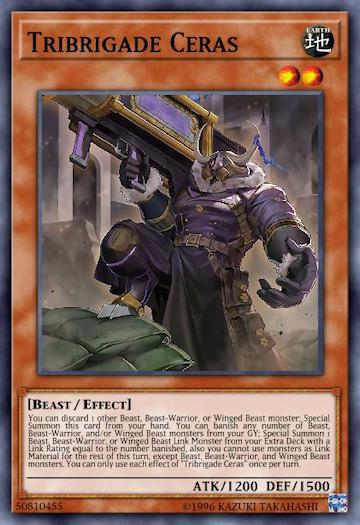 Tribrigade Ceras
EARTH
地
[Beast / Effect]
You can discard 1 other Beast, Beast-Warrior, or Winged Beast monster; Special
Summon this card from your hand. You can banish any number of Beast,
Beast-Warrior, and/or Winged Beast monsters from your GY; Special Summon 1
Beast, Beast-Warrior, or Winged Beast Link Monster from your Extra Deck with a
Link Rating equal to the number banished, also you cannot use monsters as Link
Material for the rest of this turn, except Beast, Beast-Warrior, and Winged Beast
monsters. You can only use each effect of "Tribrigade Ceras" once per turn.
ATK/1200 DEF/1500
50810455 ©1996 KAZUKI TAKAHASHI